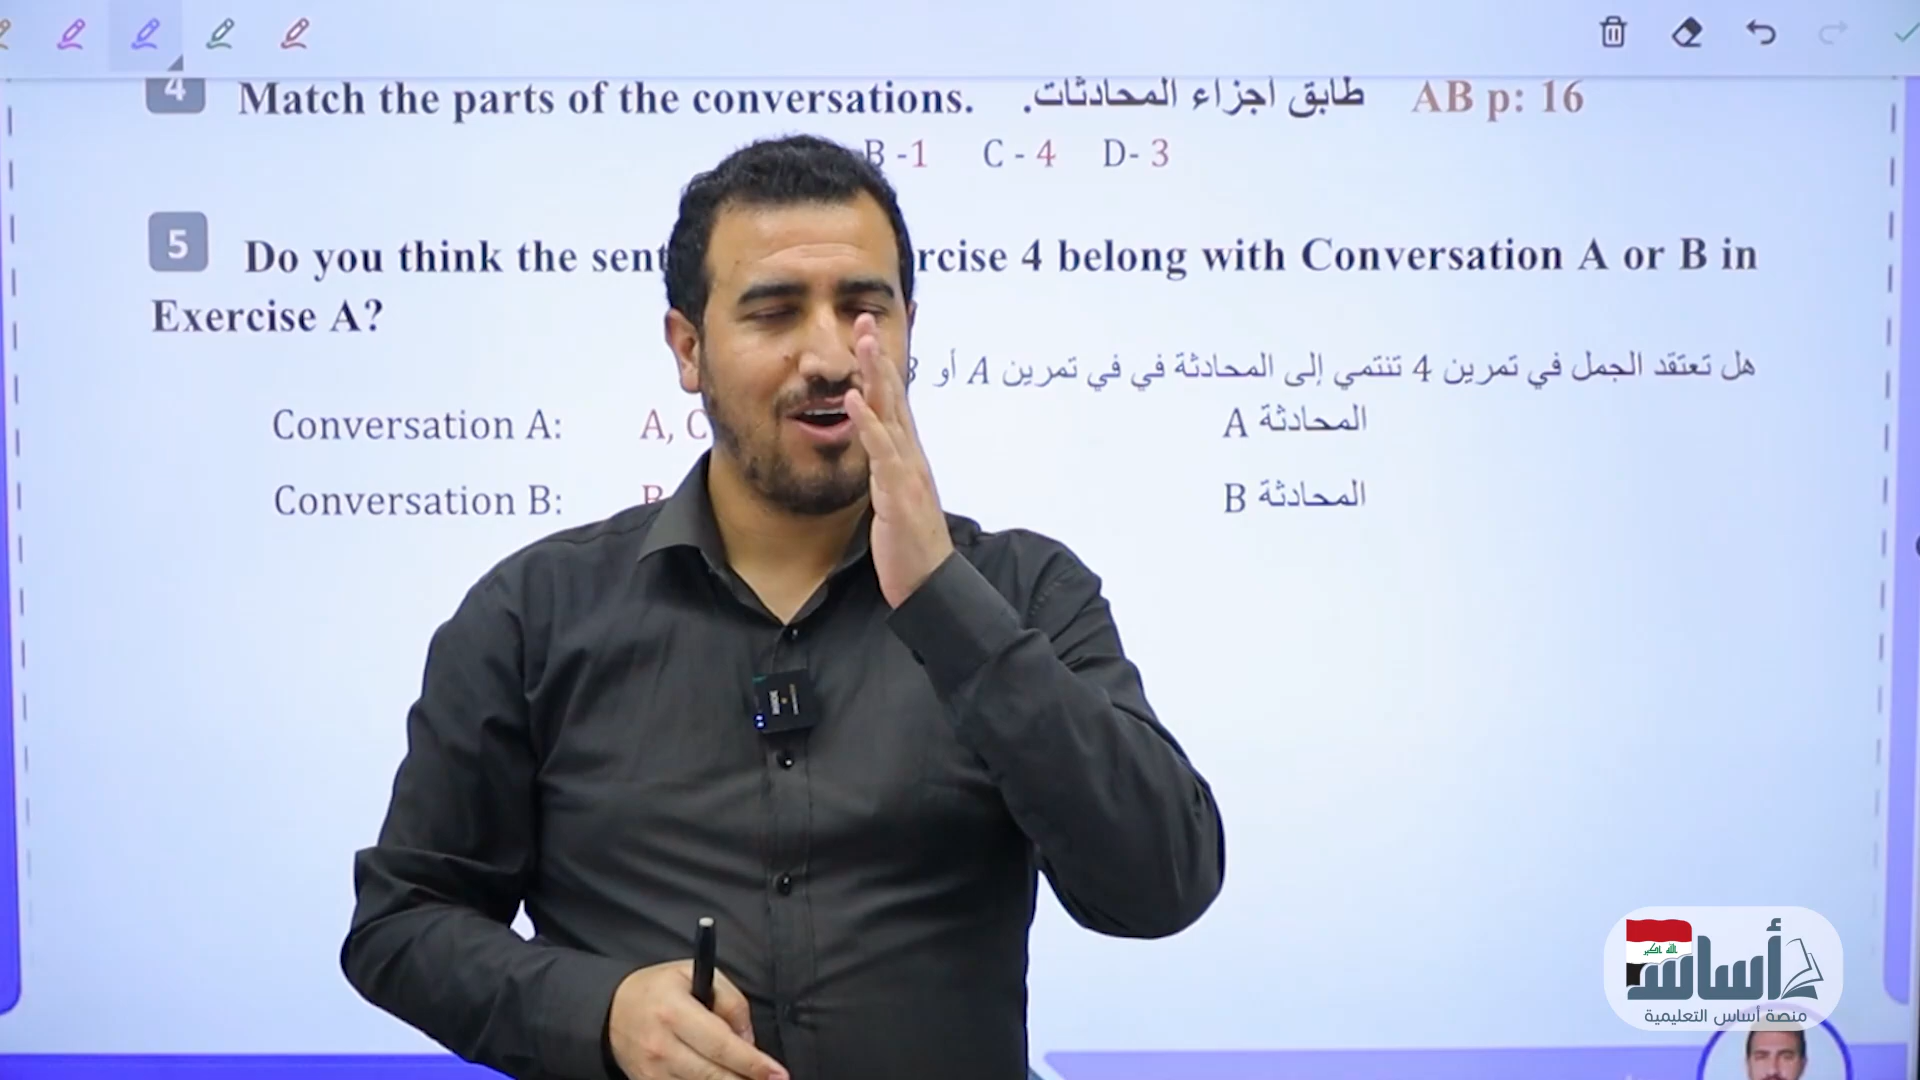 4 Match the parts of the conversations. طابق اجزاء المحادثات. AB p: 16
B -1 C - 4 D- 3
5 Do you think the sent rcise 4 belong with Conversation A or B in
Exercise A?
هل تعتقد الجمل في تمرين 4 تنتمي إلى المحادثة في في تمرين A أو B
Conversation A: A, C المحادثة A
Conversation B: B المحادثة B
أساس
منصة أساس التعليمية